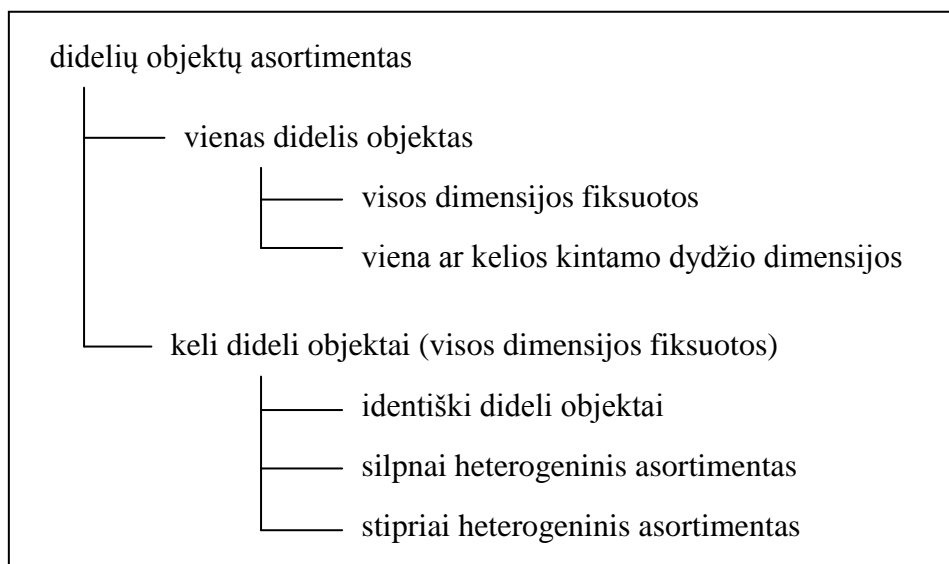 didelių objektų asortimentas
vienas didelis objektas
visos dimensijos fiksuotos
viena ar kelios kintamo dydžio dimensijos
keli dideli objektai (visos dimensijos fiksuotos)
identiški dideli objektai
silpnai heterogeninis asortimentas
stipriai heterogeninis asortimentas